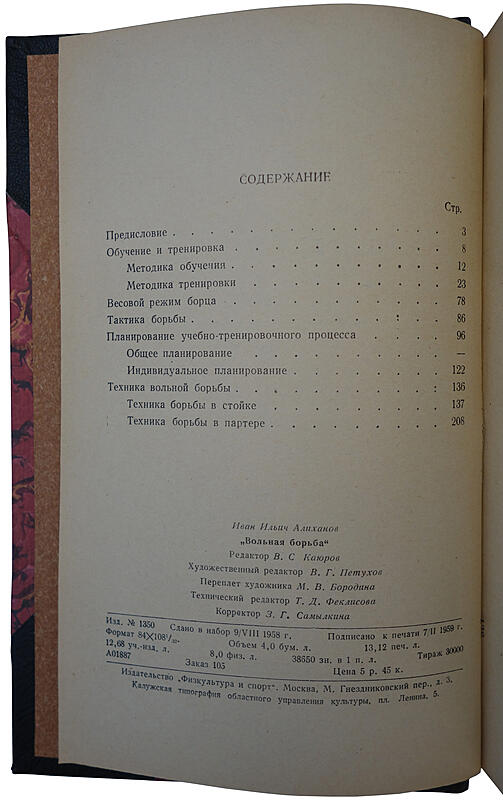 СОДЕРЖАНИЕ
Стр.
Предисловие . . . . . . . . . . . . . 3
Обучение и тренировка . . . . . . . . . . 8
Методика обучения . . . . . . . . . . 12
Методика тренировки . . . . . . . . . 23
Весовой режим борца . . . . . . . . . . 78
Тактика борьбы . . . . . . . . . . . . 86
Планирование учебно-тренировочного процесса . . . . 96
Общее планирование . . . . . . . . . —
Индивидуальное планирование . . . . . . . 122
Техника вольной борьбы . . . . . . . . . 136
Техника борьбы в стойке . . . . . . . . 137
Техника борьбы в партере . . . . . . . . 208
Иван Ильич Алиханов
„Вольная борьба“
Редактор В. С Каюров
Художественный редактор В. Г. Петухов
Переплет художника М. В. Бородина
Технический редактор Т. Д. Феклисова
Корректор З. Г. Самылкина
Изд. № 1350 Сдано в набор 9/VIII 1958 г. Подписано к печати 7/II 1959 г.
Формат 84×108¹/₃₂. Объем 4,0 бум. л. 13,12 печ. л.
12,68 уч.-изд. л. 8,0 физ. л. 38650 зн. в 1 п. л. Тираж 30000
А01887 Заказ 105 Цена 5 р. 45 к.
Издательство „Физкультура и спорт“. Москва, М. Гнездниковский пер., д. 3.
Калужская типография областного управления культуры, пл. Ленина, 5.